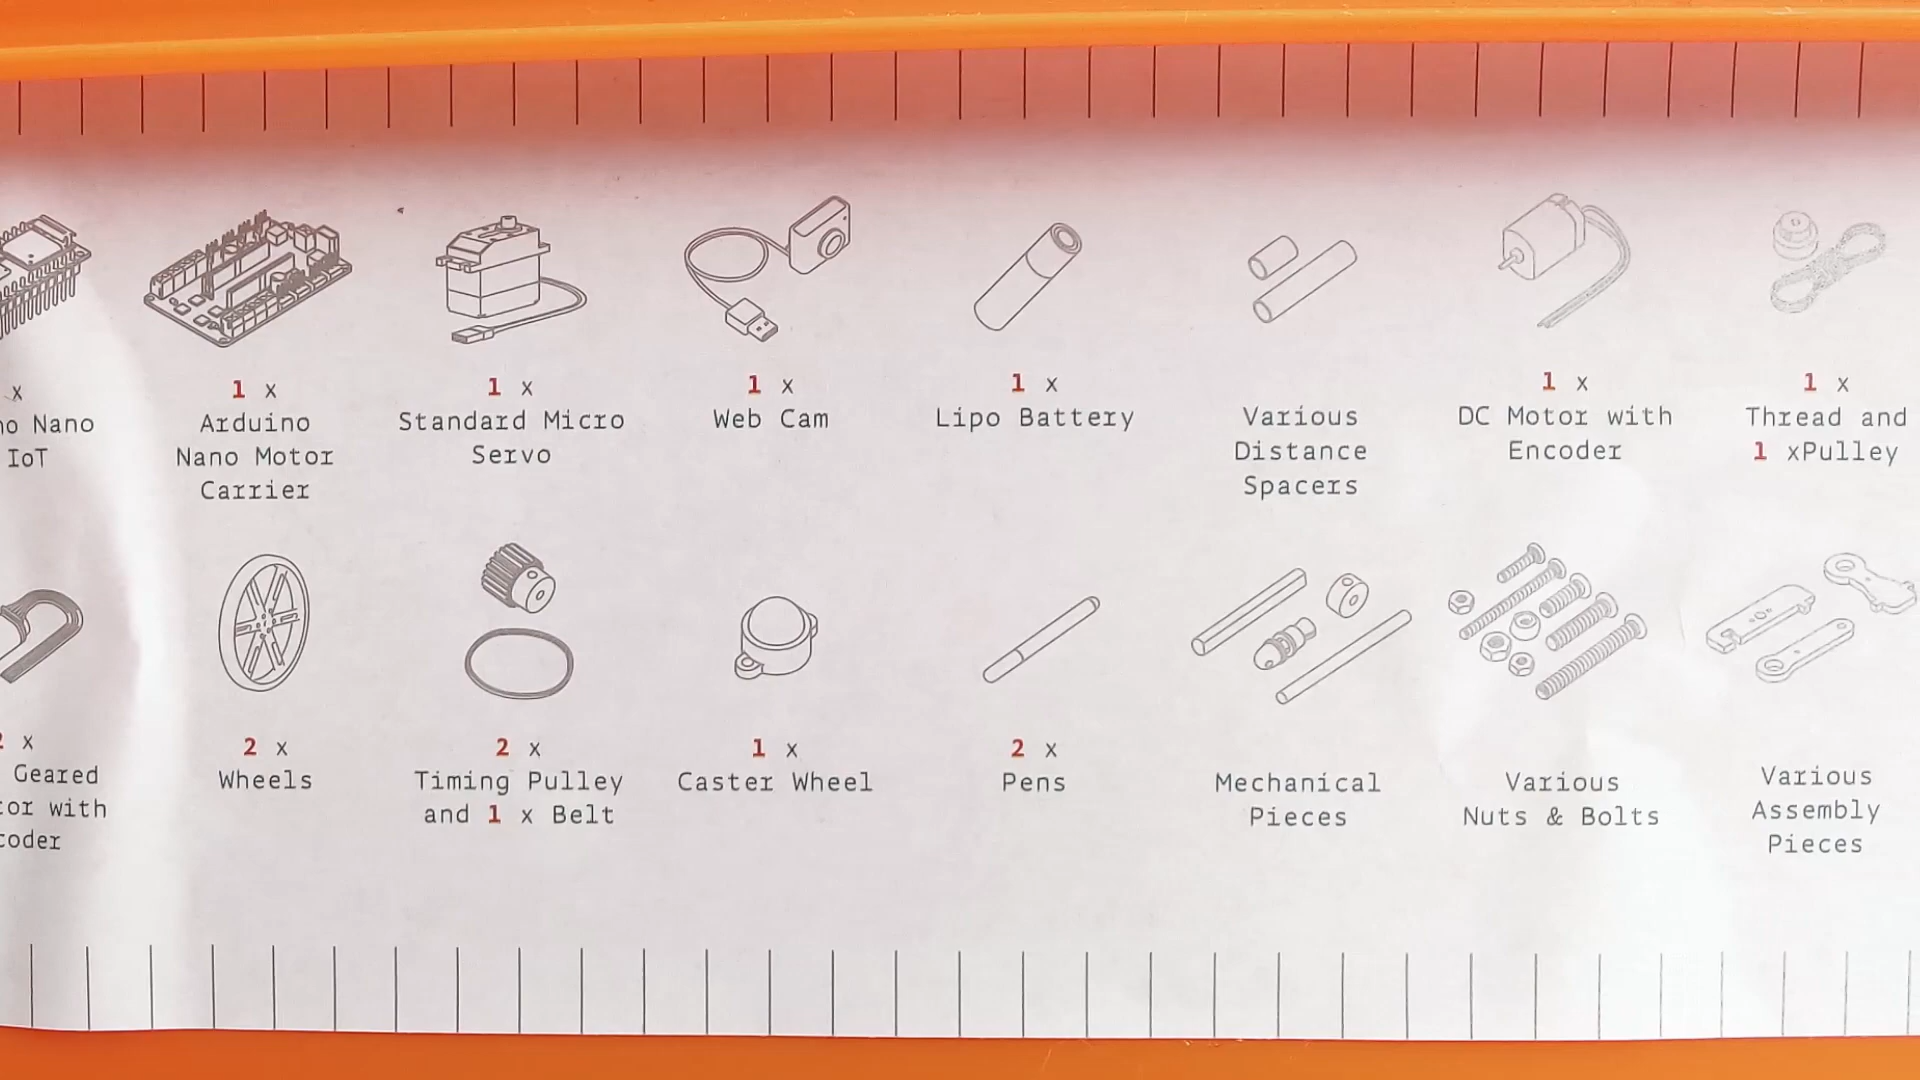 x
Nano
IoT
1 x
Arduino
Nano Motor
Carrier
1 x
Standard Micro
Servo
1 x
Web Cam
1 x
Lipo Battery
Various
Distance
Spacers
1 x
DC Motor with
Encoder
1 x
Thread and
1 xPulley
x
Geared
with
2 x
Wheels
2 x
Timing Pulley
and 1 x Belt
1 x
Caster Wheel
2 x
Pens
Mechanical
Pieces
Various
Nuts & Bolts
Various
Assembly
Pieces